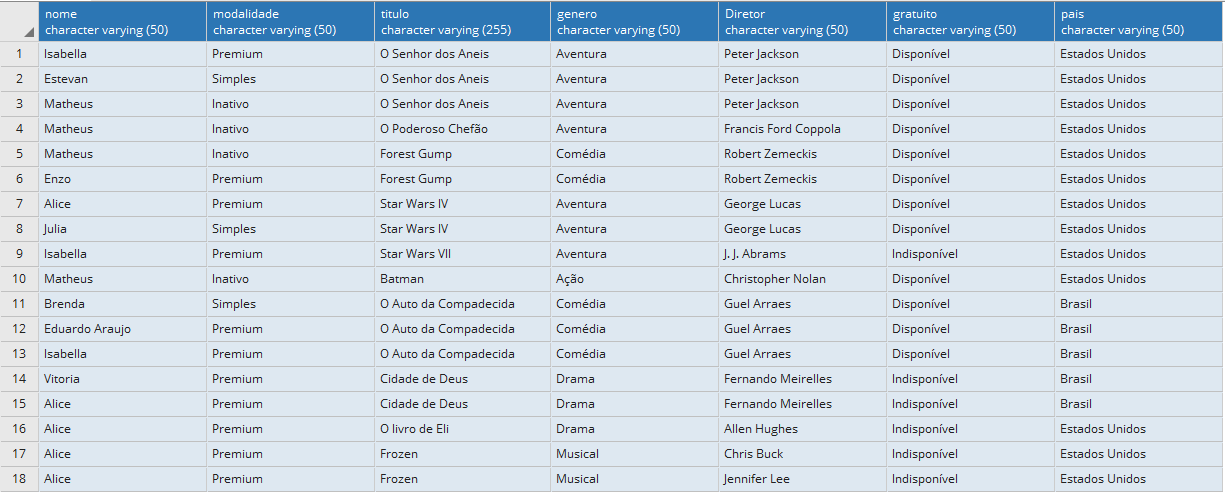 nome modalidade titulo genero Diretor gratuito pais
character varying (50) character varying (50) character varying (255) character varying (50) character varying (50) character varying (50) character varying (50)
1 Isabella Premium O Senhor dos Aneis Aventura Peter Jackson Disponível Estados Unidos
2 Estevan Simples O Senhor dos Aneis Aventura Peter Jackson Disponível Estados Unidos
3 Matheus Inativo O Senhor dos Aneis Aventura Peter Jackson Disponível Estados Unidos
4 Matheus Inativo O Poderoso Chefão Aventura Francis Ford Coppola Disponível Estados Unidos
5 Matheus Inativo Forest Gump Comédia Robert Zemeckis Disponível Estados Unidos
6 Enzo Premium Forest Gump Comédia Robert Zemeckis Disponível Estados Unidos
7 Alice Premium Star Wars IV Aventura George Lucas Disponível Estados Unidos
8 Julia Simples Star Wars IV Aventura George Lucas Disponível Estados Unidos
9 Isabella Premium Star Wars VII Aventura J. J. Abrams Indisponível Estados Unidos
10 Matheus Inativo Batman Ação Christopher Nolan Disponível Estados Unidos
11 Brenda Simples O Auto da Compadecida Comédia Guel Arraes Disponível Brasil
12 Eduardo Araujo Premium O Auto da Compadecida Comédia Guel Arraes Disponível Brasil
13 Isabella Premium O Auto da Compadecida Comédia Guel Arraes Disponível Brasil
14 Vitoria Premium Cidade de Deus Drama Fernando Meirelles Indisponível Brasil
15 Alice Premium Cidade de Deus Drama Fernando Meirelles Indisponível Brasil
16 Alice Premium O livro de Eli Drama Allen Hughes Indisponível Estados Unidos
17 Alice Premium Frozen Musical Chris Buck Indisponível Estados Unidos
18 Alice Premium Frozen Musical Jennifer Lee Indisponível Estados Unidos